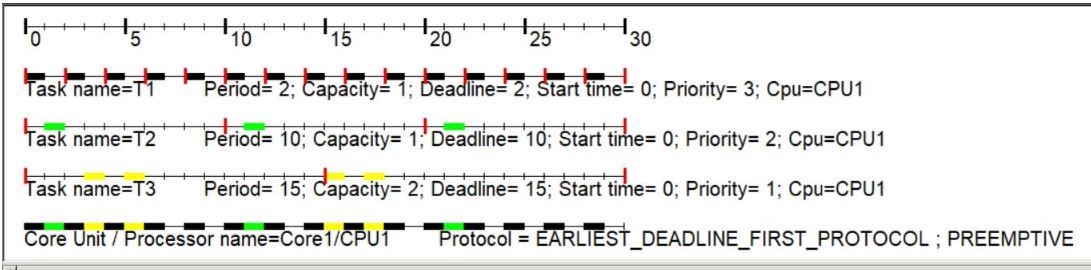 0 5 10 15 20 25 30
Task name=T1 Period= 2; Capacity= 1; Deadline= 2; Start time= 0; Priority= 3; Cpu=CPU1
Task name=T2 Period= 10; Capacity= 1; Deadline= 10; Start time= 0; Priority= 2; Cpu=CPU1
Task name=T3 Period= 15; Capacity= 2; Deadline= 15; Start time= 0; Priority= 1; Cpu=CPU1
Core Unit / Processor name=Core1/CPU1 Protocol = EARLIEST_DEADLINE_FIRST_PROTOCOL ; PREEMPTIVE